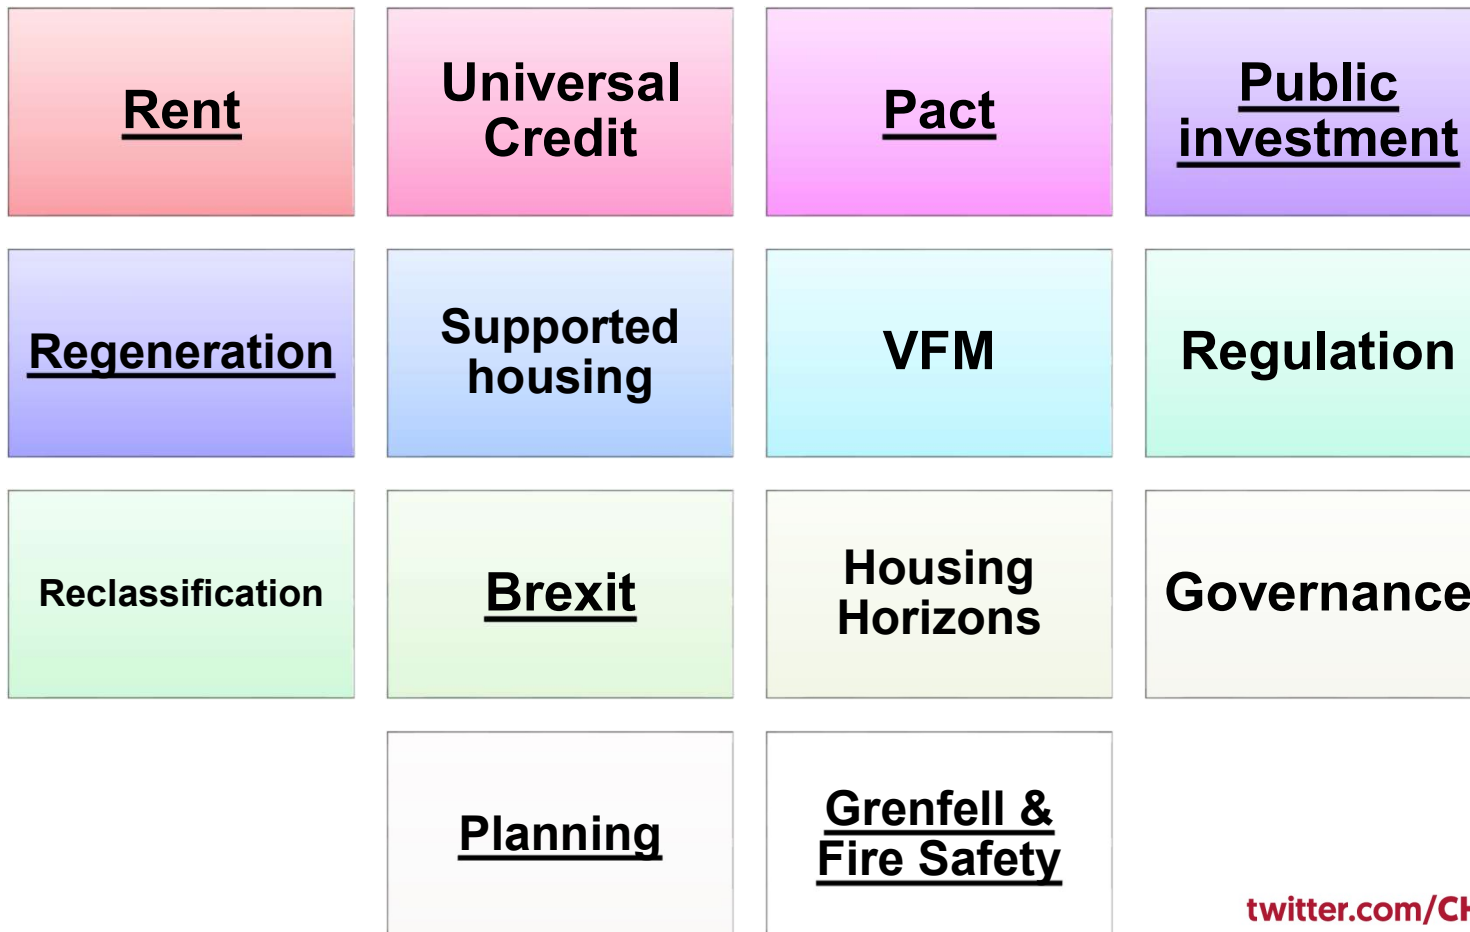 Rent
Universal
Credit
Pact
Public
investment
Regeneration
Supported
housing
VFM
Regulation
Reclassification
Brexit
Housing
Horizons
Governance
Planning
Grenfell &
Fire Safety
twitter.com/CH